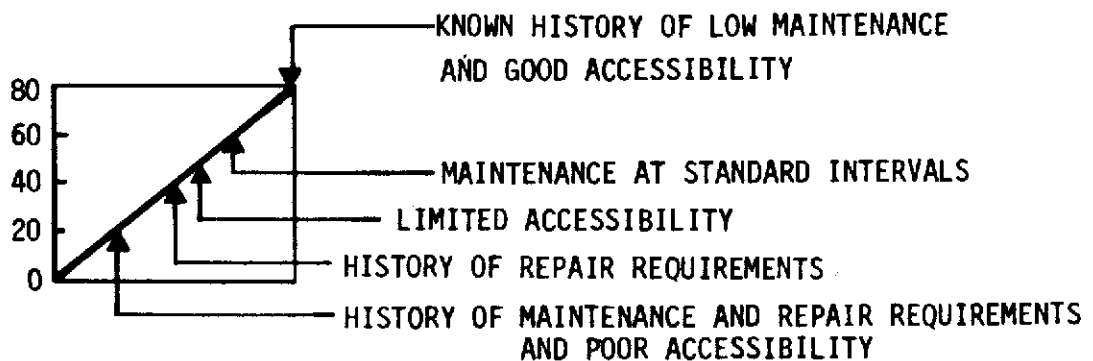 KNOWN HISTORY OF LOW MAINTENANCE
AND GOOD ACCESSIBILITY
80
60
40
20
0
MAINTENANCE AT STANDARD INTERVALS
LIMITED ACCESSIBILITY
HISTORY OF REPAIR REQUIREMENTS
HISTORY OF MAINTENANCE AND REPAIR REQUIREMENTS
AND POOR ACCESSIBILITY